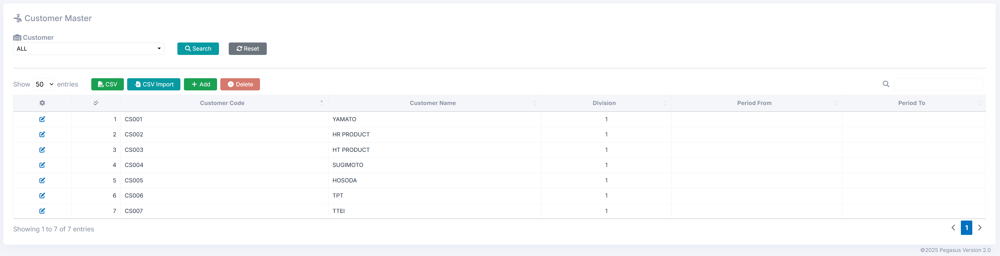 Customer Master
Customer
ALL Search Reset
Show 50 entries CSV CSV Import Add Delete
Customer Code Customer Name Division Period From Period To
1 CS001 YAMATO 1
2 CS002 HR PRODUCT 1
3 CS003 HT PRODUCT 1
4 CS004 SUGIMOTO 1
5 CS005 HOSODA 1
6 CS006 TPT 1
7 CS007 TTEI 1
Showing 1 to 7 of 7 entries 1
©2025 Pegasus Version 2.0